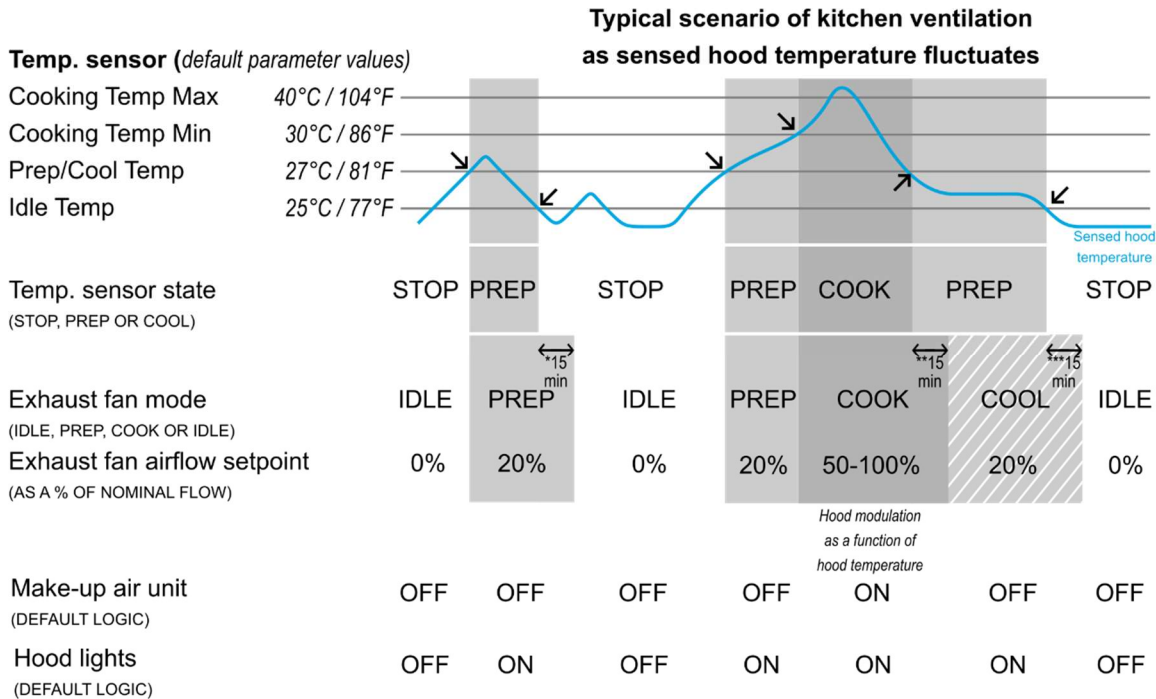 Typical scenario of kitchen ventilation
as sensed hood temperature fluctuates
Temp. sensor (default parameter values)
Cooking Temp Max 40°C / 104°F
Cooking Temp Min 30°C / 86°F
Prep/Cool Temp 27°C / 81°F
Idle Temp 25°C / 77°F
Sensed hood
temperature
Temp. sensor state STOP PREP STOP PREP COOK PREP STOP
(STOP, PREP OR COOL)
*15 **15 ***15
min min min
Exhaust fan mode IDLE PREP IDLE PREP COOK COOL IDLE
(IDLE, PREP, COOK OR IDLE)
Exhaust fan airflow setpoint 0% 20% 0% 20% 50-100% 20% 0%
(AS A % OF NOMINAL FLOW)
Hood modulation
as a function of
hood temperature
Make-up air unit OFF OFF OFF OFF ON OFF OFF
(DEFAULT LOGIC)
Hood lights OFF ON OFF ON ON ON OFF
(DEFAULT LOGIC)